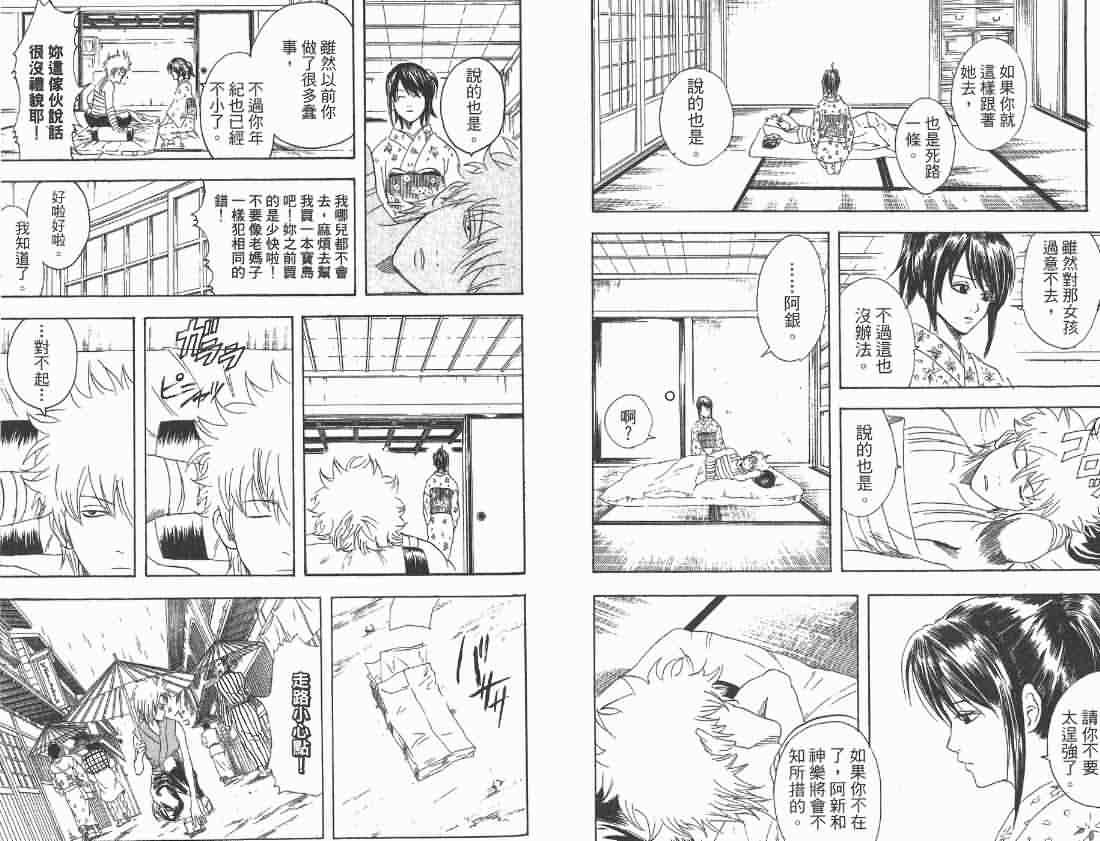 如果你就
這樣跟著
她去，
也是死路
一條。
說的也是。
雖然對那女孩
過意不去，
不過這也
沒辦法。
說的也是。
……阿銀。
啊？
請你不要
太逞強了。
如果你不在
了，阿新和
神樂將會不
知所措的。
說的也是。
雖然以前你
做了很多蠢
事，
不過你年
紀也已經
不小了。
妳這傢伙說話
很沒禮貌耶！
我哪兒都不會
去，麻煩去幫
我買一本寶島
吧！妳之前買
的是少快啦！
不要像老媽子
一樣犯相同的
錯！
好啦好啦。
我知道了。
ガラガラ
ピシャッ
…對不起…
走路小心點！